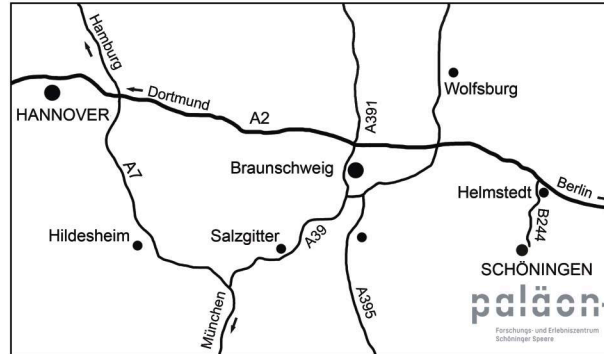 Hamburg
HANNOVER
Dortmund
A2
A391
Wolfsburg
A7
Braunschweig
Helmstedt
Berlin
B244
Hildesheim
Salzgitter
A39
SCHÖNINGEN
München
A395
paläon
Forschungs- und Erlebniszentrum
Schöninger Speere